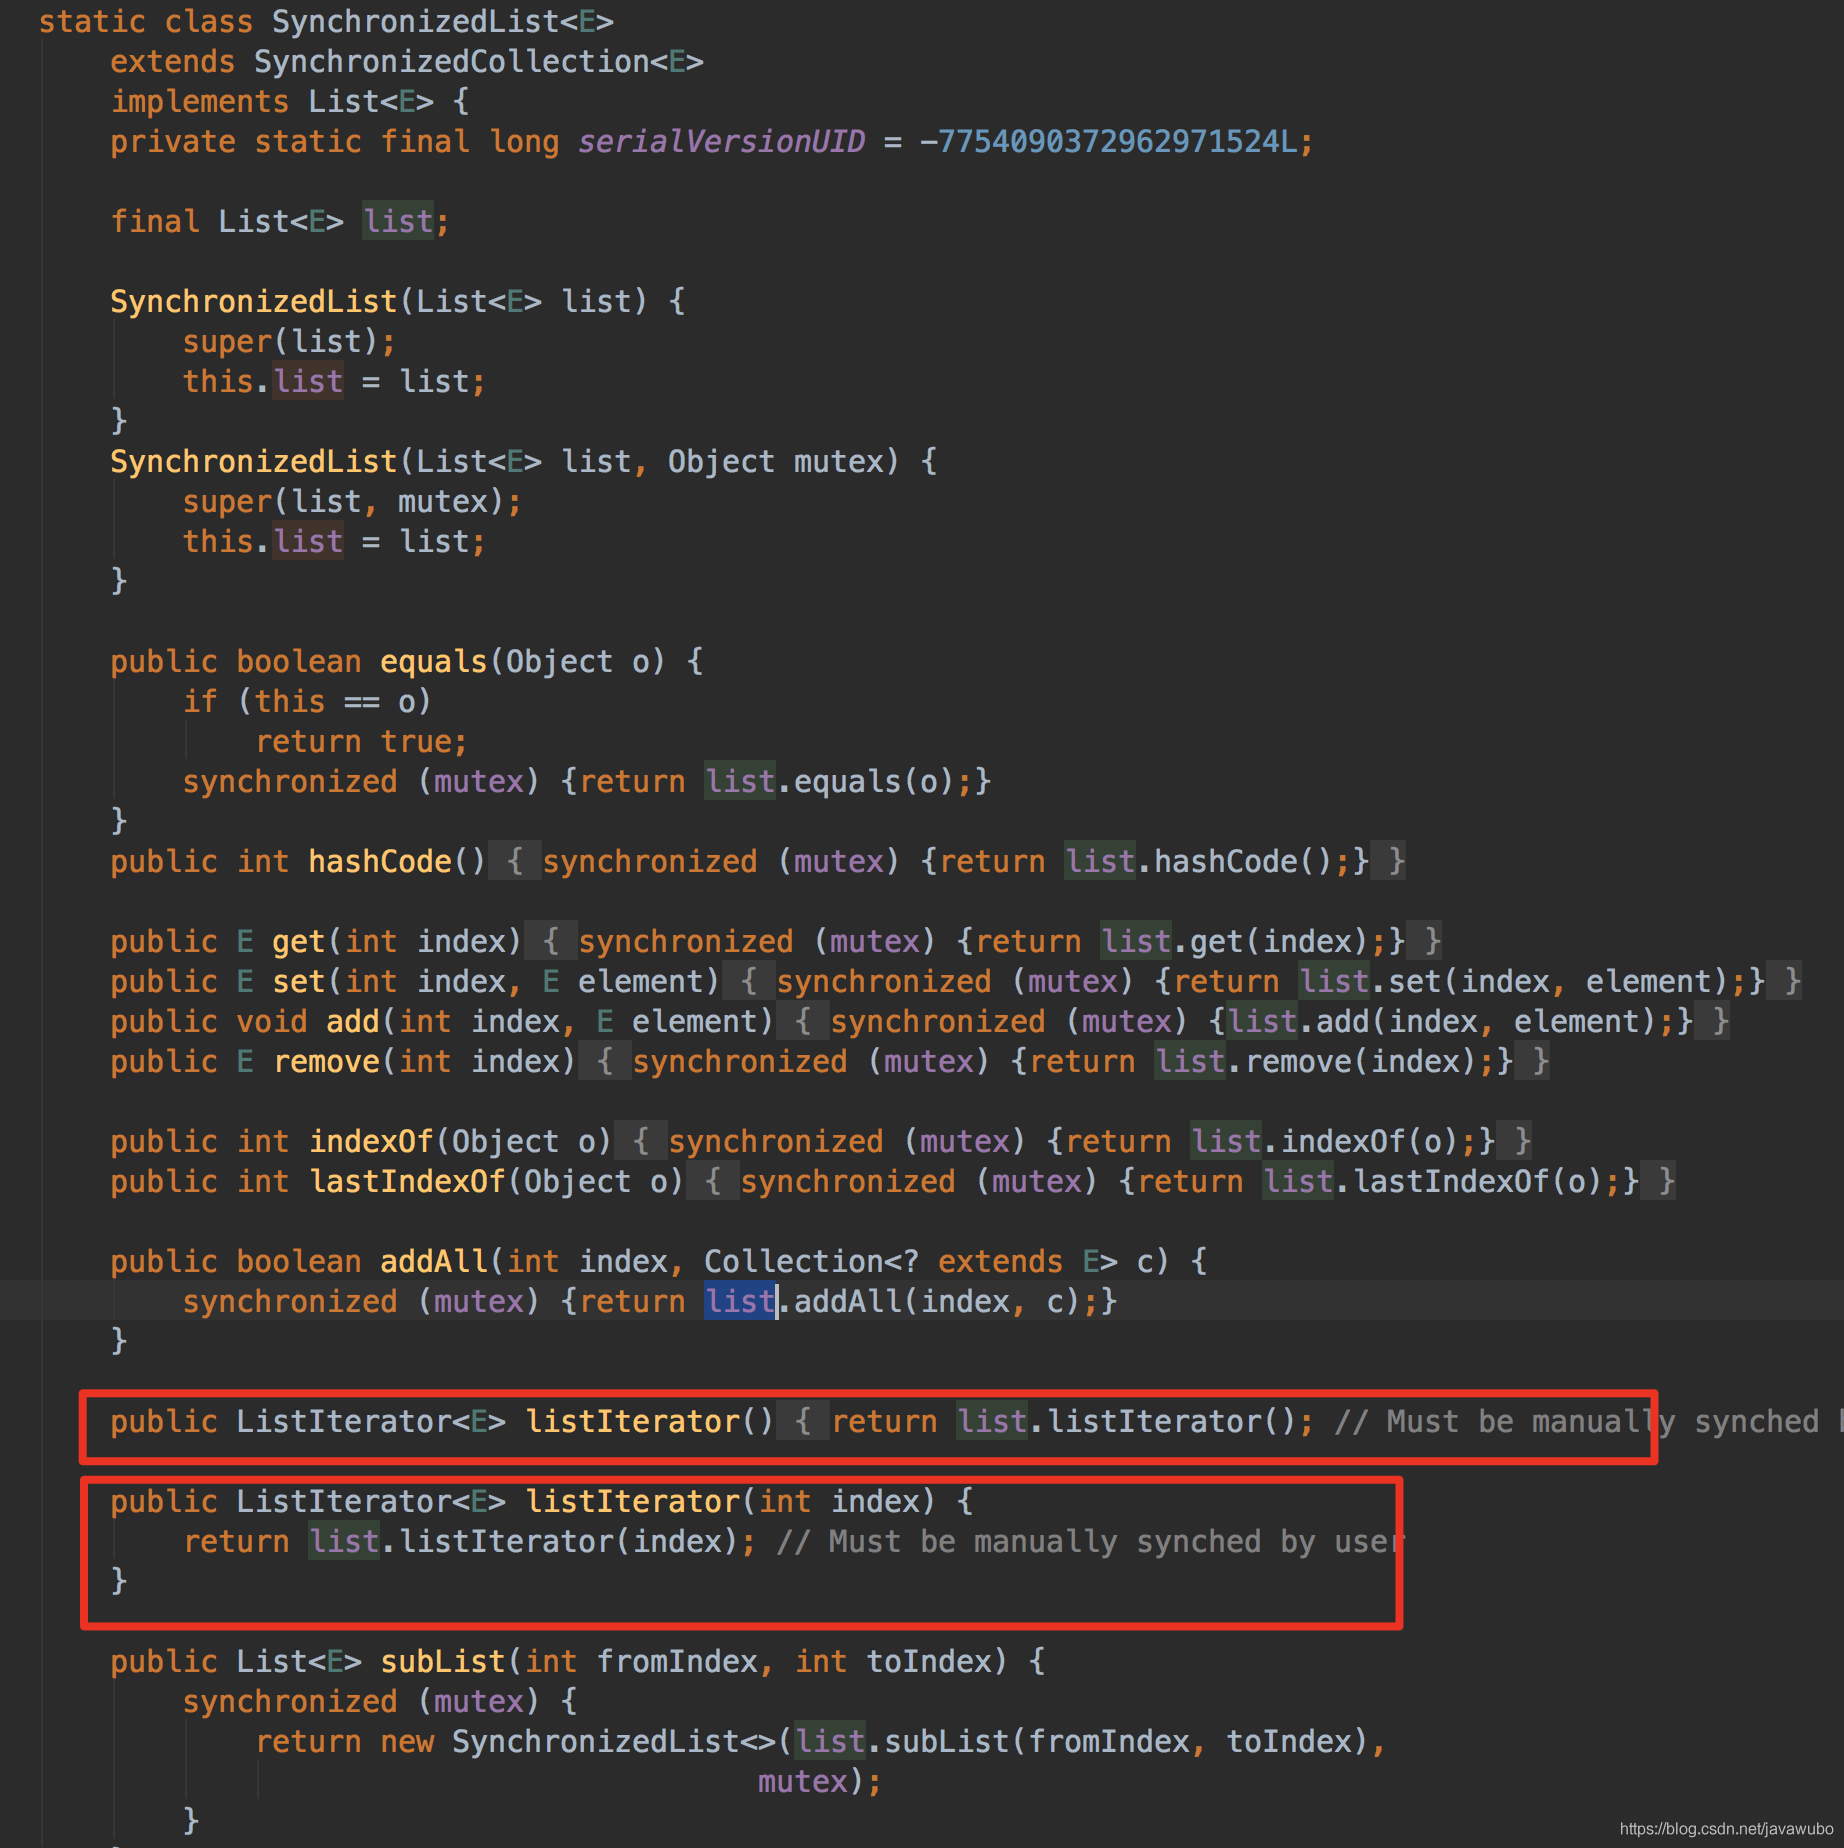 static class SynchronizedList<E>
extends SynchronizedCollection<E>
implements List<E> {
private static final long serialVersionUID = -7754090372962971524L;
final List<E> list;
SynchronizedList(List<E> list) {
super(list);
this.list = list;
}
SynchronizedList(List<E> list, Object mutex) {
super(list, mutex);
this.list = list;
}
public boolean equals(Object o) {
if (this == o)
return true;
synchronized (mutex) {return list.equals(o);}
}
public int hashCode() { synchronized (mutex) {return list.hashCode();} }
public E get(int index) { synchronized (mutex) {return list.get(index);} }
public E set(int index, E element) { synchronized (mutex) {return list.set(index, element);} }
public void add(int index, E element) { synchronized (mutex) {list.add(index, element);} }
public E remove(int index) { synchronized (mutex) {return list.remove(index);} }
public int indexOf(Object o) { synchronized (mutex) {return list.indexOf(o);} }
public int lastIndexOf(Object o) { synchronized (mutex) {return list.lastIndexOf(o);} }
public boolean addAll(int index, Collection<? extends E> c) {
synchronized (mutex) {return list.addAll(index, c);}
}
public ListIterator<E> listIterator() { return list.listIterator(); // Must be manually synched
public ListIterator<E> listIterator(int index) {
return list.listIterator(index); // Must be manually synched by user
}
public List<E> subList(int fromIndex, int toIndex) {
synchronized (mutex) {
return new SynchronizedList<>(list.subList(fromIndex, toIndex),
mutex);
}
https://blog.csdn.net/javawubo